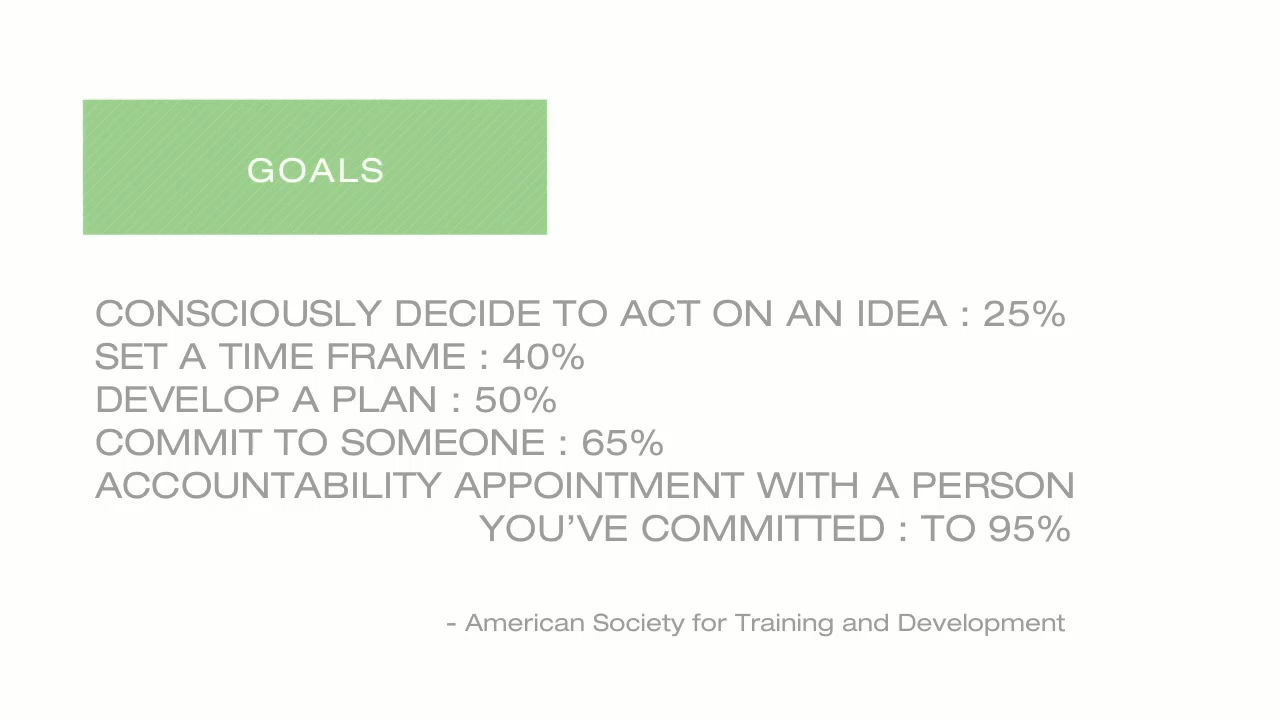 GOALS
CONSCIOUSLY DECIDE TO ACT ON AN IDEA : 25%
SET A TIME FRAME : 40%
DEVELOP A PLAN : 50%
COMMIT TO SOMEONE : 65%
ACCOUNTABILITY APPOINTMENT WITH A PERSON
YOU’VE COMMITTED : TO 95%
- American Society for Training and Development